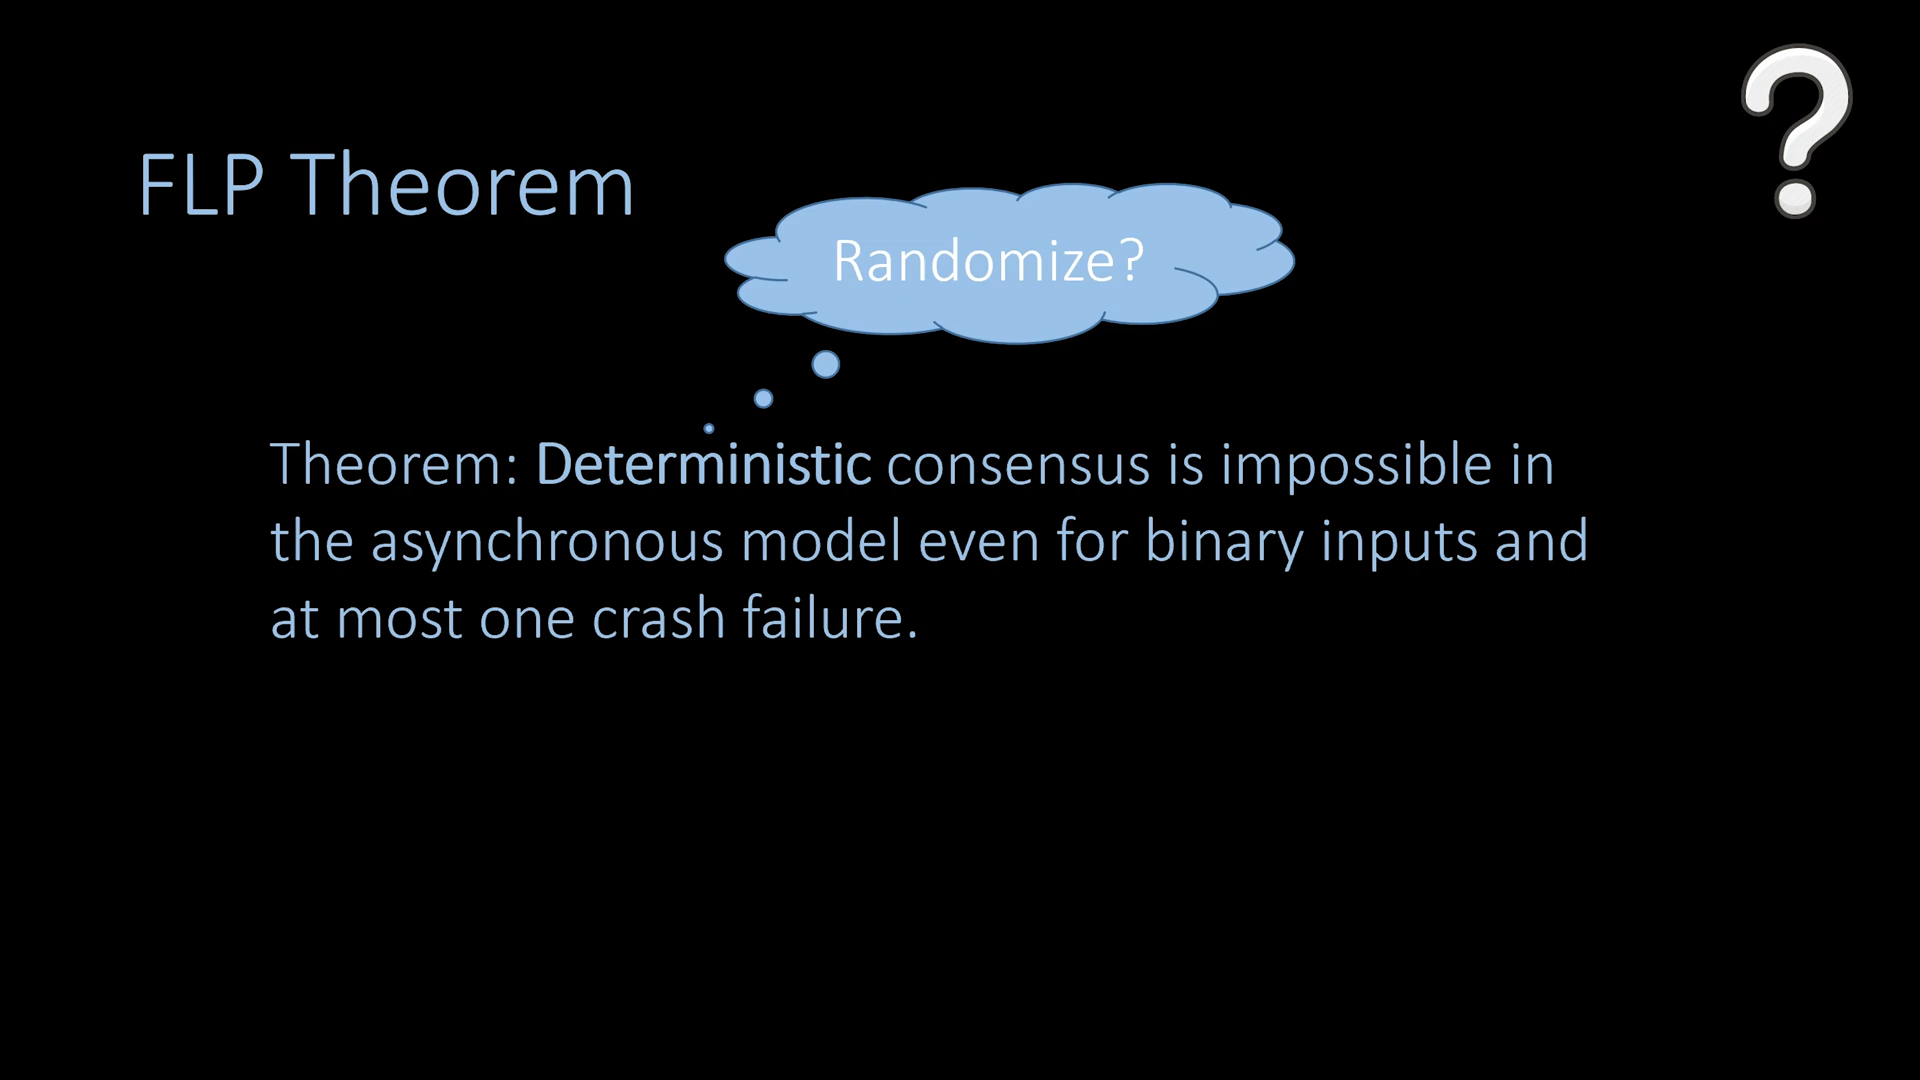 FLP Theorem
Randomize?
Theorem: Deterministic consensus is impossible in
the asynchronous model even for binary inputs and
at most one crash failure.